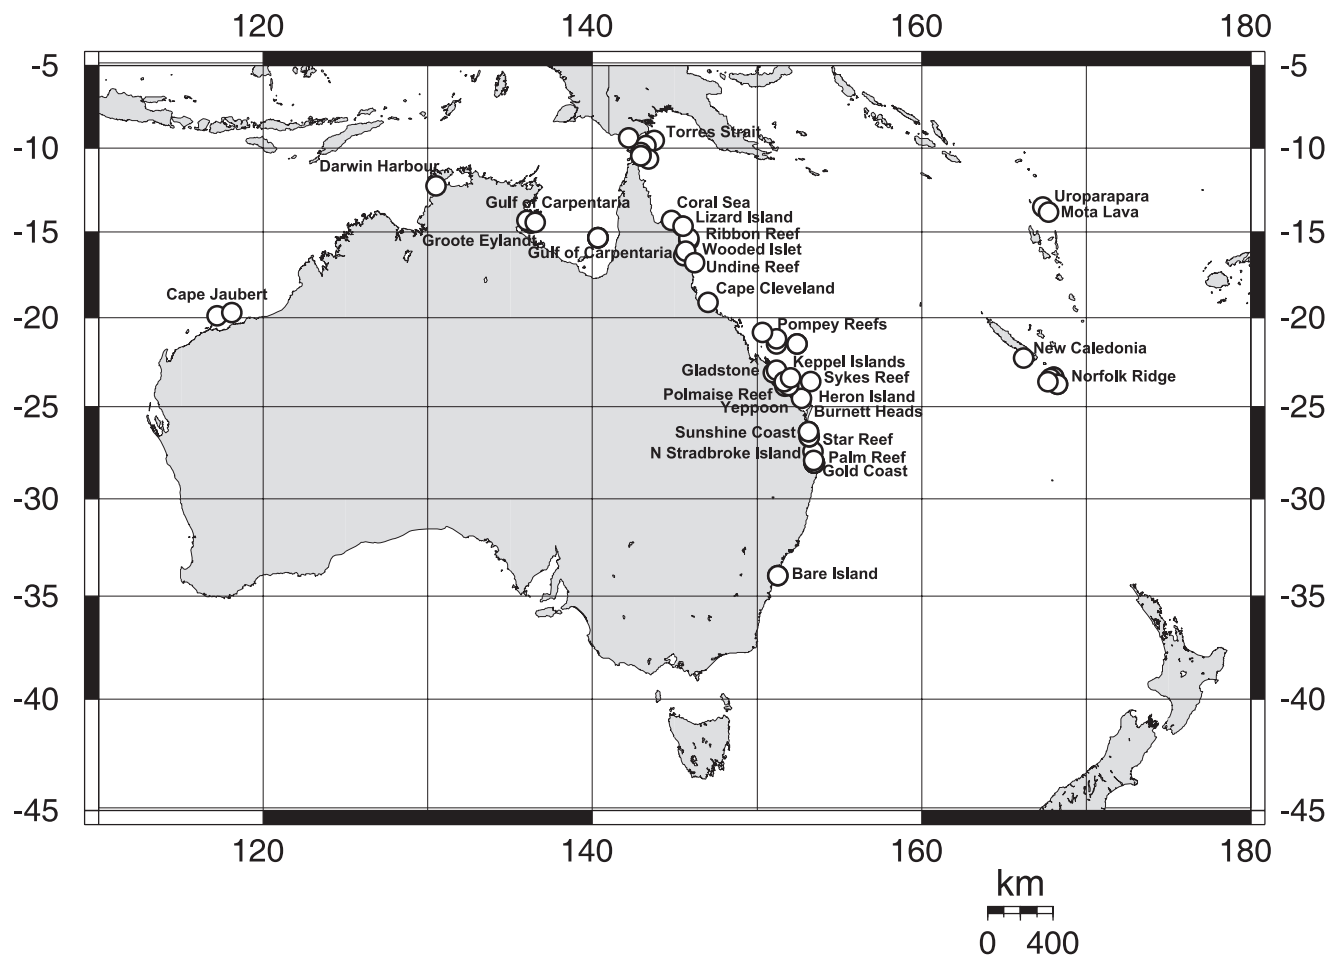 120 140 160 180
-5 -5
Torres Strait
-10 -10
Darwin Harbour
Uroparapara
Gulf of Carpentaria Coral Sea
Mota Lava
Lizard Island
-15 Ribbon Reef -15
Groote Eylandt
Wooded Islet
Gulf of Carpentaria
Undine Reef
Cape Cleveland
Cape Jaubert
-20 -20
Pompey Reefs
New Caledonia
Keppel Islands
Gladstone
Sykes Reef Norfolk Ridge
Polmaise Reef Heron Island
-25 Yeppoon -25
Burnett Heads
Sunshine Coast
Star Reef
N Stradbroke Island
Palm Reef
Gold Coast
-30 -30
Bare Island
-35 -35
-40 -40
-45 -45
120 140 160 180
km
0 400